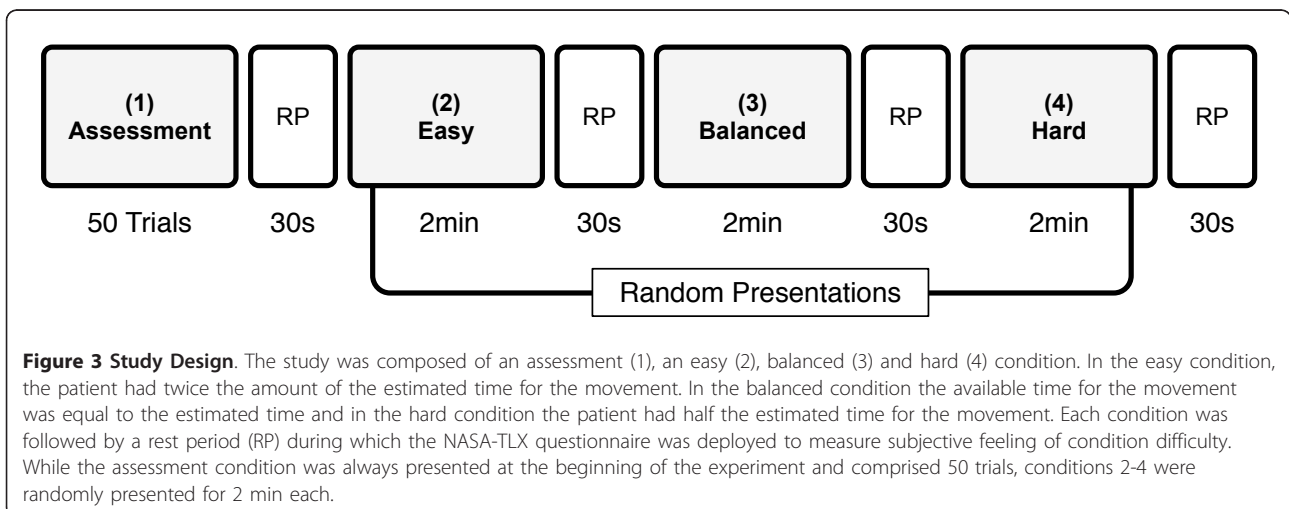 (1) Assessment
RP
(2) Easy
RP
(3) Balanced
RP
(4) Hard
RP
50 Trials 30s 2min 30s 2min 30s 2min 30s
Random Presentations
Figure 3 Study Design. The study was composed of an assessment (1), an easy (2), balanced (3) and hard (4) condition. In the easy condition,
the patient had twice the amount of the estimated time for the movement. In the balanced condition the available time for the movement
was equal to the estimated time and in the hard condition the patient had half the estimated time for the movement. Each condition was
followed by a rest period (RP) during which the NASA-TLX questionnaire was deployed to measure subjective feeling of condition difficulty.
While the assessment condition was always presented at the beginning of the experiment and comprised 50 trials, conditions 2-4 were
randomly presented for 2 min each.